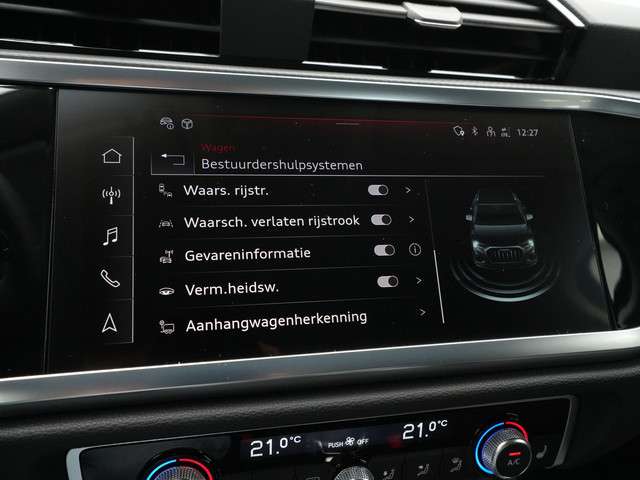 12:27
Wagen
Bestuurdershulpsystemen
Waars. rijstr.
Waarsch. verlaten rijstrook
Gevareninformatie
Verm.heidsw.
Aanhangwagenherkenning
21.0°C
PUSH OFF
21.0°C
A/C